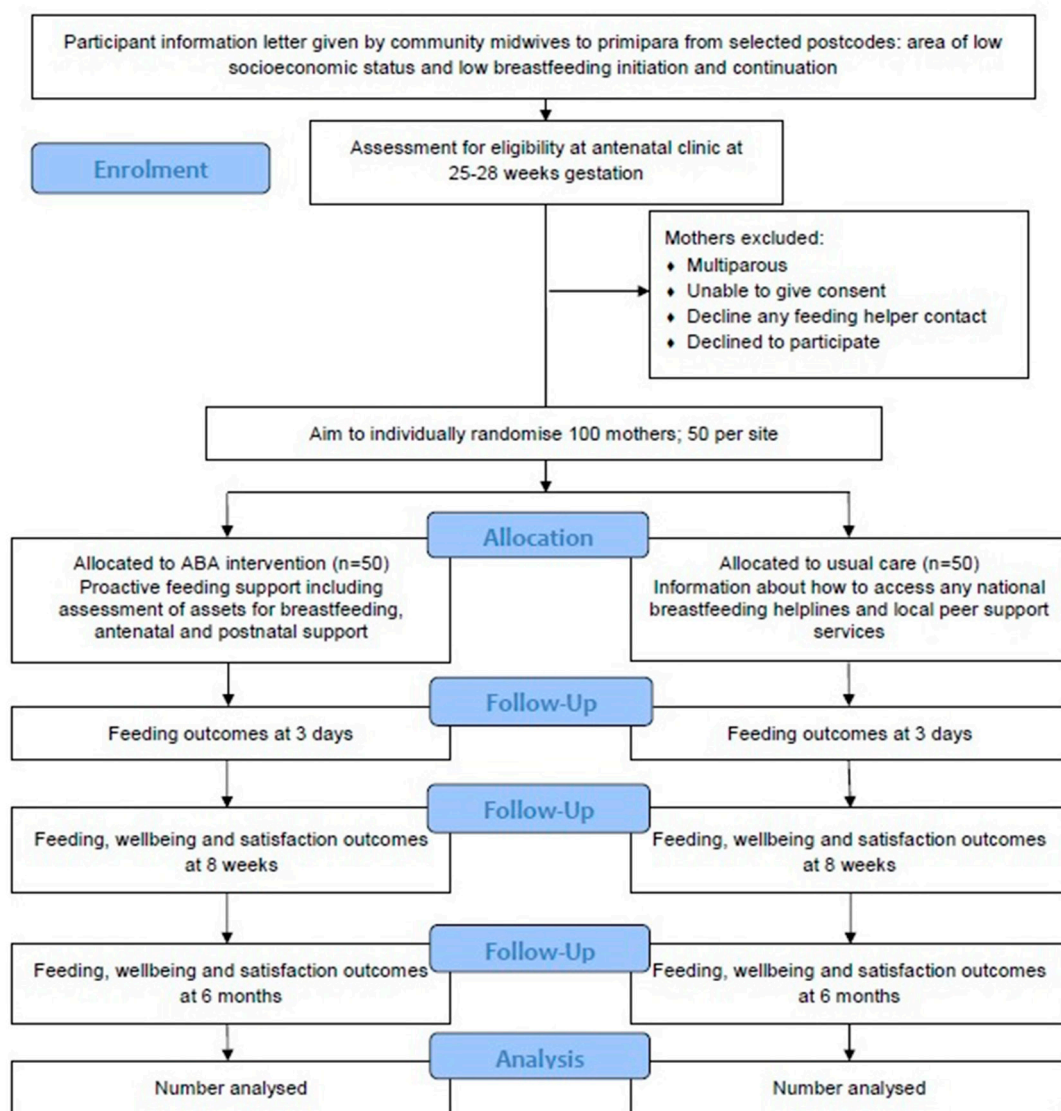 Participant information letter given by community midwives to primipara from selected postcodes: area of low
socioeconomic status and low breastfeeding initiation and continuation
Enrolment
Assessment for eligibility at antenatal clinic at
25-28 weeks gestation
Mothers excluded:
♦ Multiparous
♦ Unable to give consent
♦ Decline any feeding helper contact
♦ Declined to participate
Aim to individually randomise 100 mothers; 50 per site
Allocation
Allocated to ABA intervention (n=50)
Proactive feeding support including
assessment of assets for breastfeeding,
antenatal and postnatal support
Allocated to usual care (n=50)
Information about how to access any national
breastfeeding helplines and local peer support
services
Follow-Up
Feeding outcomes at 3 days
Feeding outcomes at 3 days
Follow-Up
Feeding, wellbeing and satisfaction outcomes
at 8 weeks
Feeding, wellbeing and satisfaction outcomes
at 8 weeks
Follow-Up
Feeding, wellbeing and satisfaction outcomes
at 6 months
Feeding, wellbeing and satisfaction outcomes
at 6 months
Analysis
Number analysed
Number analysed